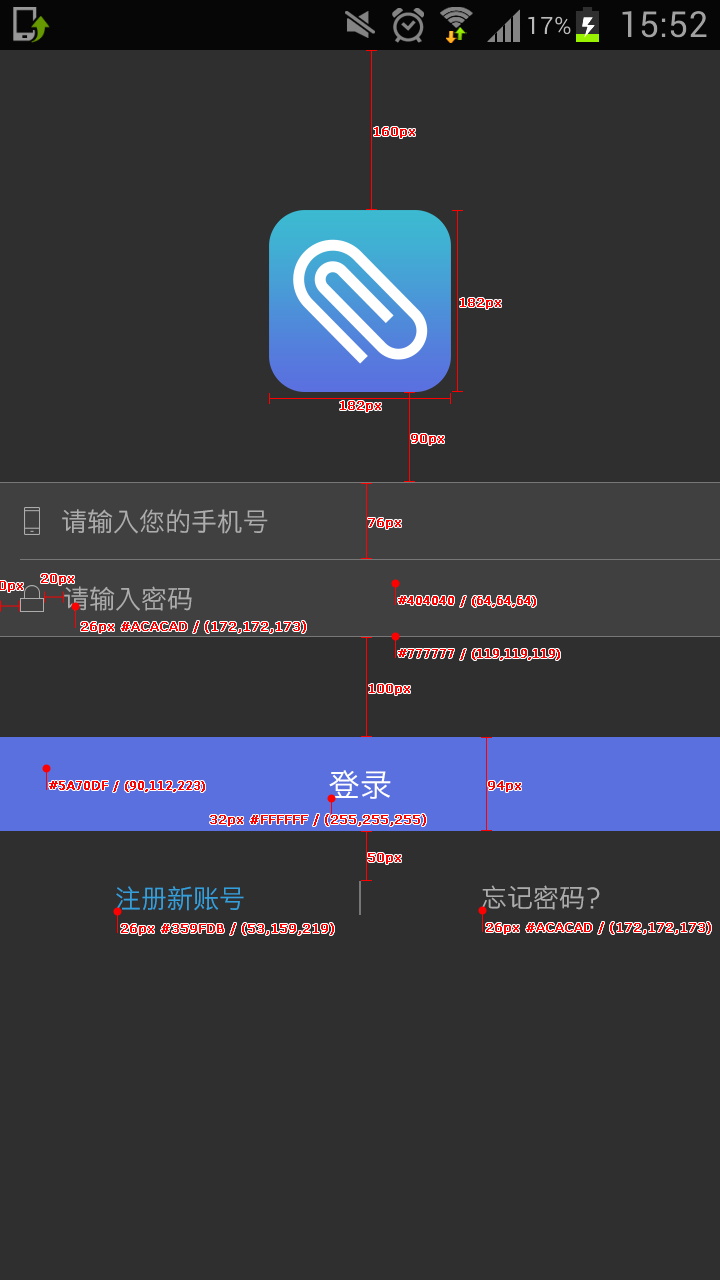 17% 15:52
160px
182px
182px
90px
请输入您的手机号
76px
20px
请输入密码
#404040 / (64,64,64)
26px #ACACAD / (172,172,173)
#777777 / (119,119,119)
100px
登录
#5A70DF / (90,112,223)
94px
32px #FFFFFF / (255,255,255)
50px
注册新账号
忘记密码?
26px #359FDB / (53,159,219)
26px #ACACAD / (172,172,173)